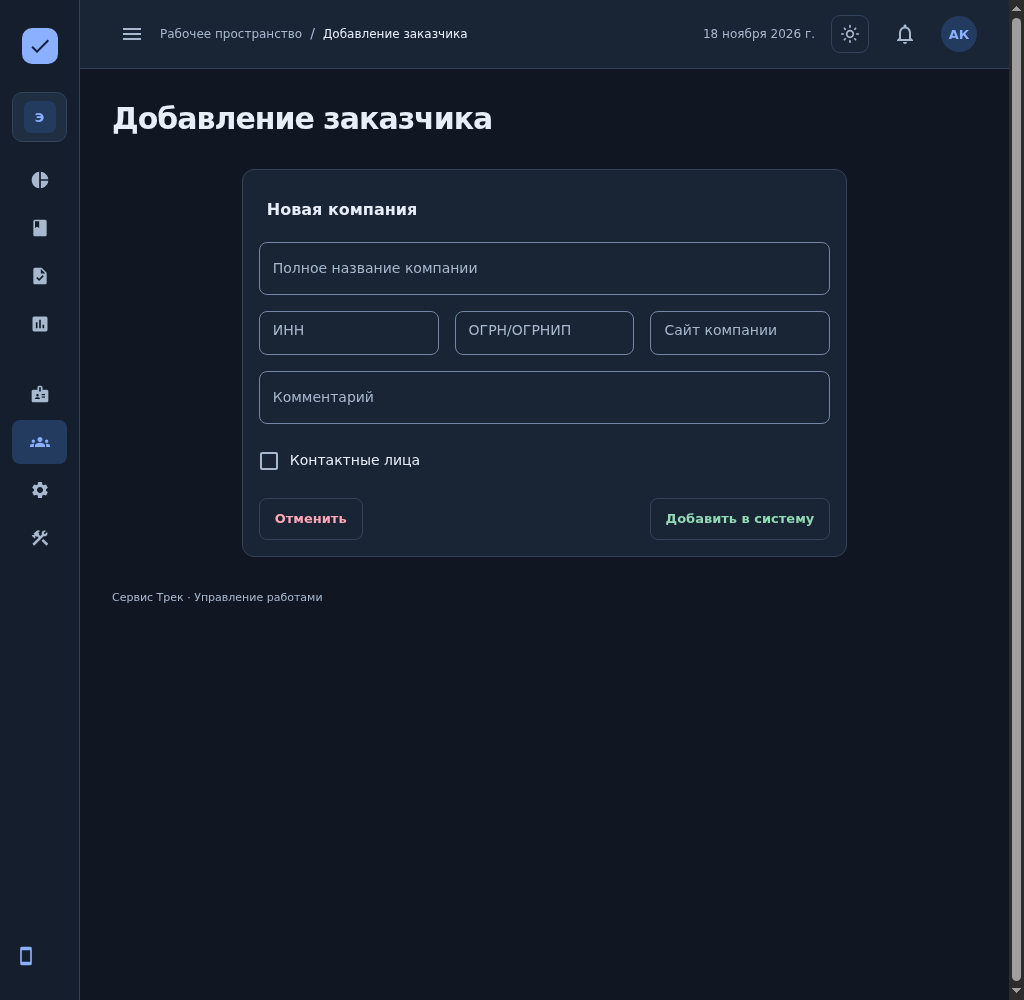 Рабочее пространство / Добавление заказчика
18 ноября 2026 г.
АК
Э
Добавление заказчика
Новая компания
Полное название компании
ИНН
ОГРН/ОГРНИП
Сайт компании
Комментарий
Контактные лица
Отменить
Добавить в систему
Сервис Трек · Управление работами